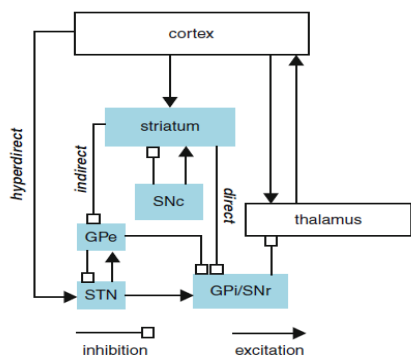 cortex
hyperdirect
indirect
striatum
direct
SNc
thalamus
GPe
STN
GPi/SNr
inhibition
excitation